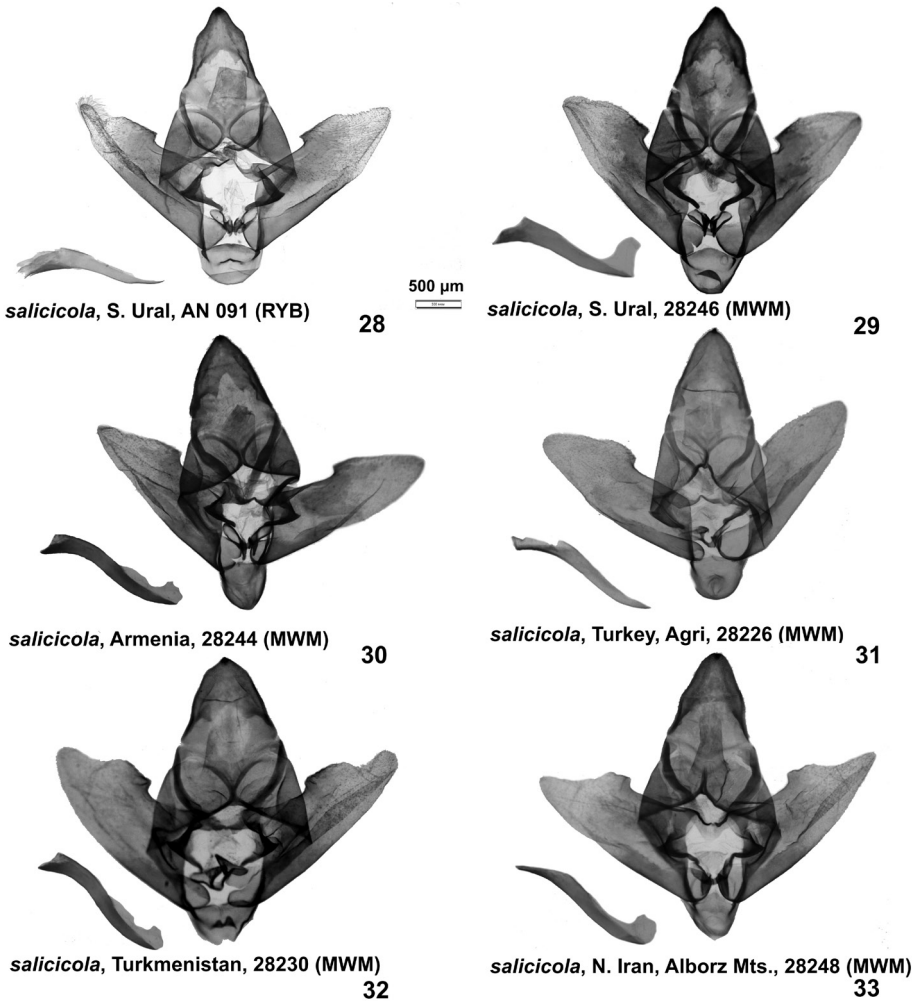 500 µm
salicicola, S. Ural, AN 091 (RYB)
28
salicicola, S. Ural, 28246 (MWM)
29
salicicola, Armenia, 28244 (MWM)
30
salicicola, Turkey, Agri, 28226 (MWM)
31
salicicola, Turkmenistan, 28230 (MWM)
32
salicicola, N. Iran, Alborz Mts., 28248 (MWM)
33